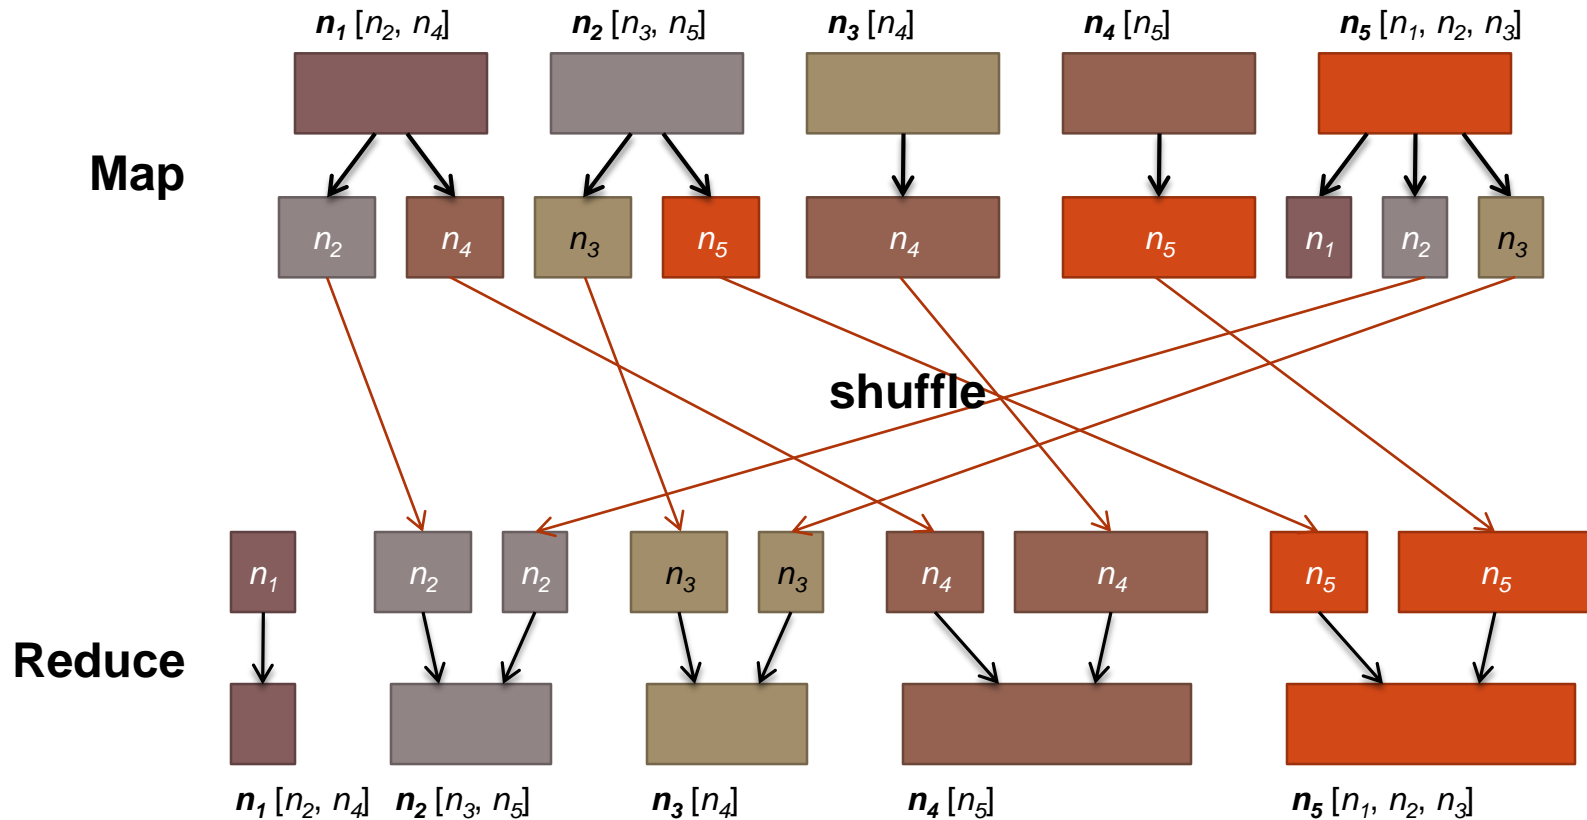 n1 [n2, n4] n2 [n3, n5] n3 [n4] n4 [n5] n5 [n1, n2, n3]
Map
n2 n4 n3 n5 n4 n5 n1 n2 n3
shuffle
n1 n2 n2 n3 n3 n4 n4 n5 n5
Reduce
n1 [n2, n4] n2 [n3, n5] n3 [n4] n4 [n5] n5 [n1, n2, n3]